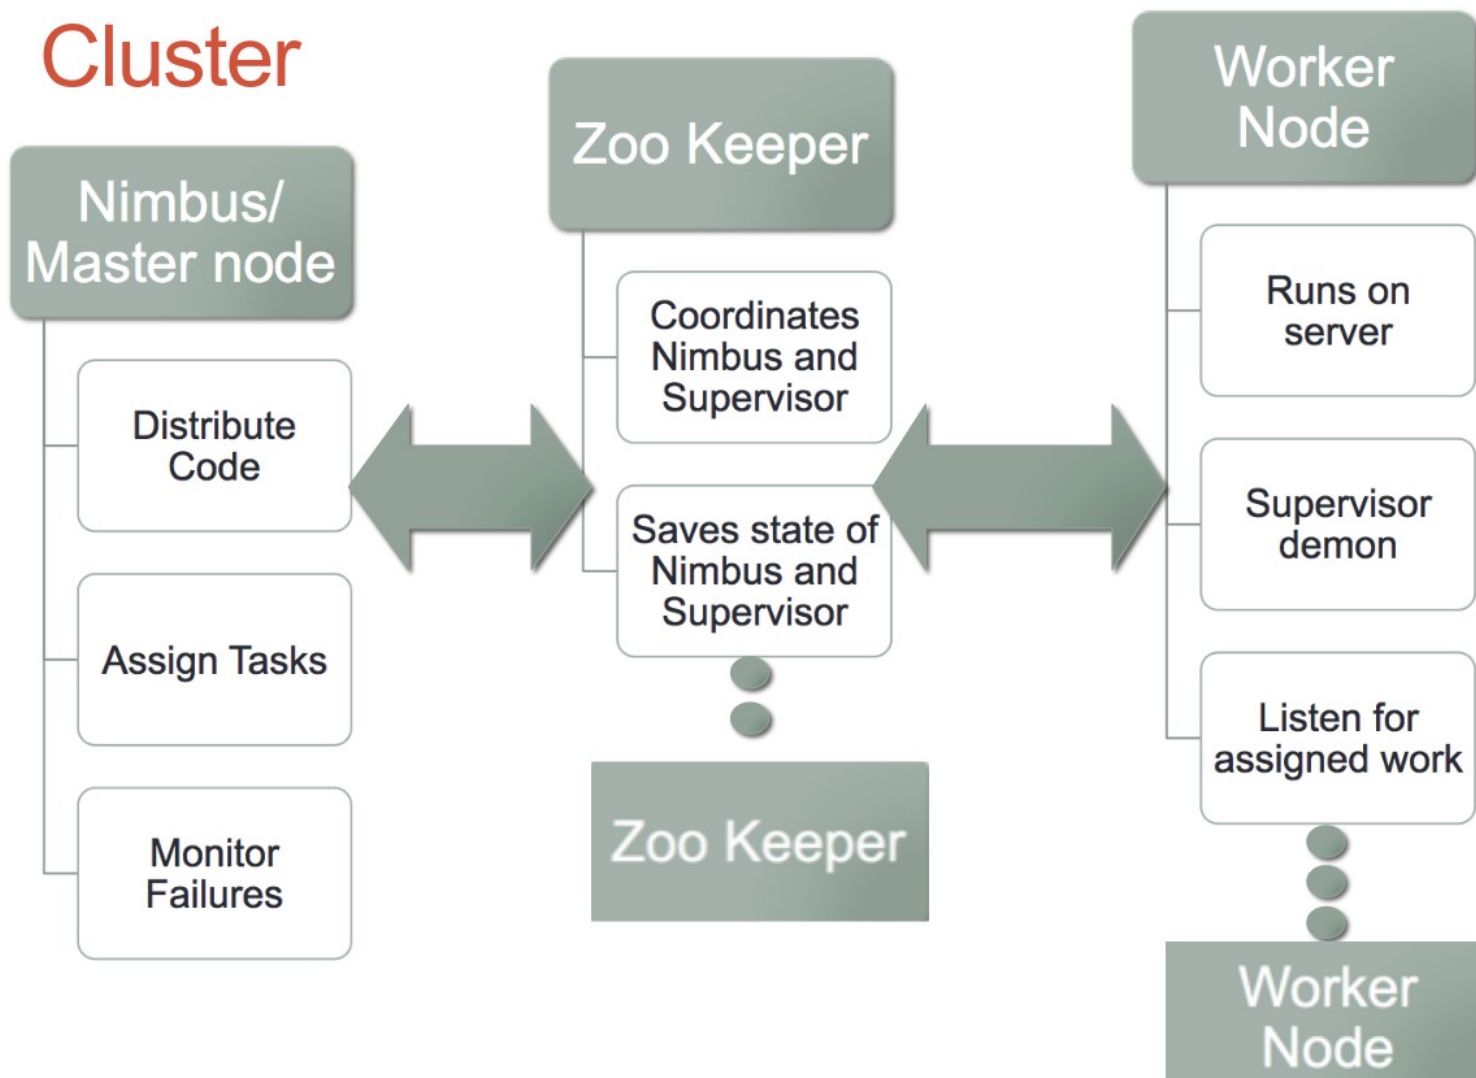 Cluster
Nimbus/
Master node
Distribute
Code
Assign Tasks
Monitor
Failures
Zoo Keeper
Coordinates
Nimbus and
Supervisor
Saves state of
Nimbus and
Supervisor
Zoo Keeper
Worker
Node
Runs on
server
Supervisor
demon
Listen for
assigned work
Worker
Node